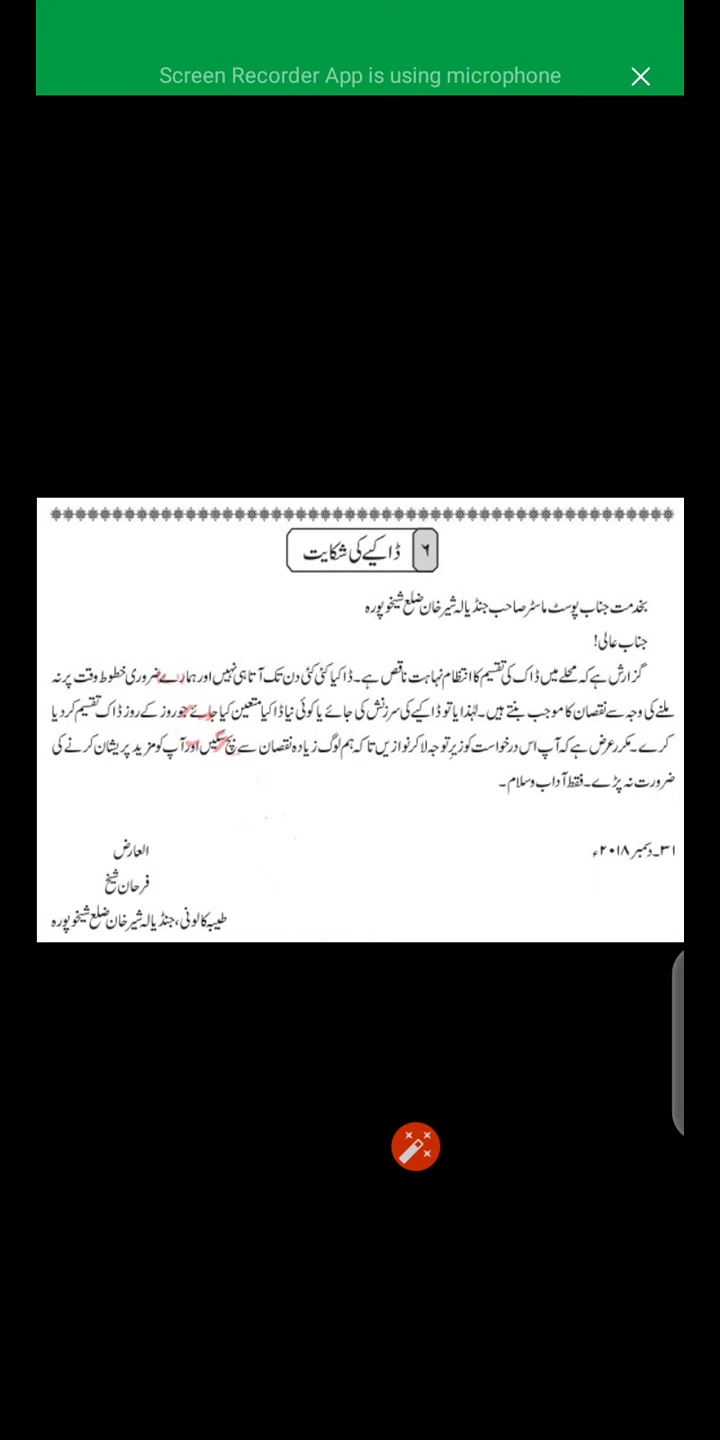 Screen Recorder App is using microphone
۶ ڈاکیے کی شکایت
بخدمت جناب پوسٹ ماسٹر صاحب جنڈیالہ شیر خان ضلع شیخوپورہ
جناب عالی!
گزارش ہے کہ محلے میں ڈاک کی تقسیم کا انتظام نہایت ناقص ہے۔ ڈاکیا کئی کئی دن تک آتا ہی نہیں اور ہمارے ضروری خطوط وقت پر نہ
ملنے کی وجہ سے نقصان کا موجب بنتے ہیں۔ لہٰذا یا تو ڈاکیے کی سرزنش کی جائے یا کوئی نیا ڈاکیا متعین کیا جائے جو روز کے روز ڈاک تقسیم کر دیا
کرے۔ مکرر عرض ہے کہ آپ اس درخواست کو زیرِ توجہ لا کر نوازیں تا کہ ہم لوگ زیادہ نقصان سے بچ سکیں اور آپ کو مزید پریشان کرنے کی
ضرورت نہ پڑے۔ فقط آداب و سلام۔
۳۱۔ دسمبر ۲۰۱۸ء العارض
فرحان شیخ
طیبہ کالونی، جنڈیالہ شیر خان ضلع شیخوپورہ